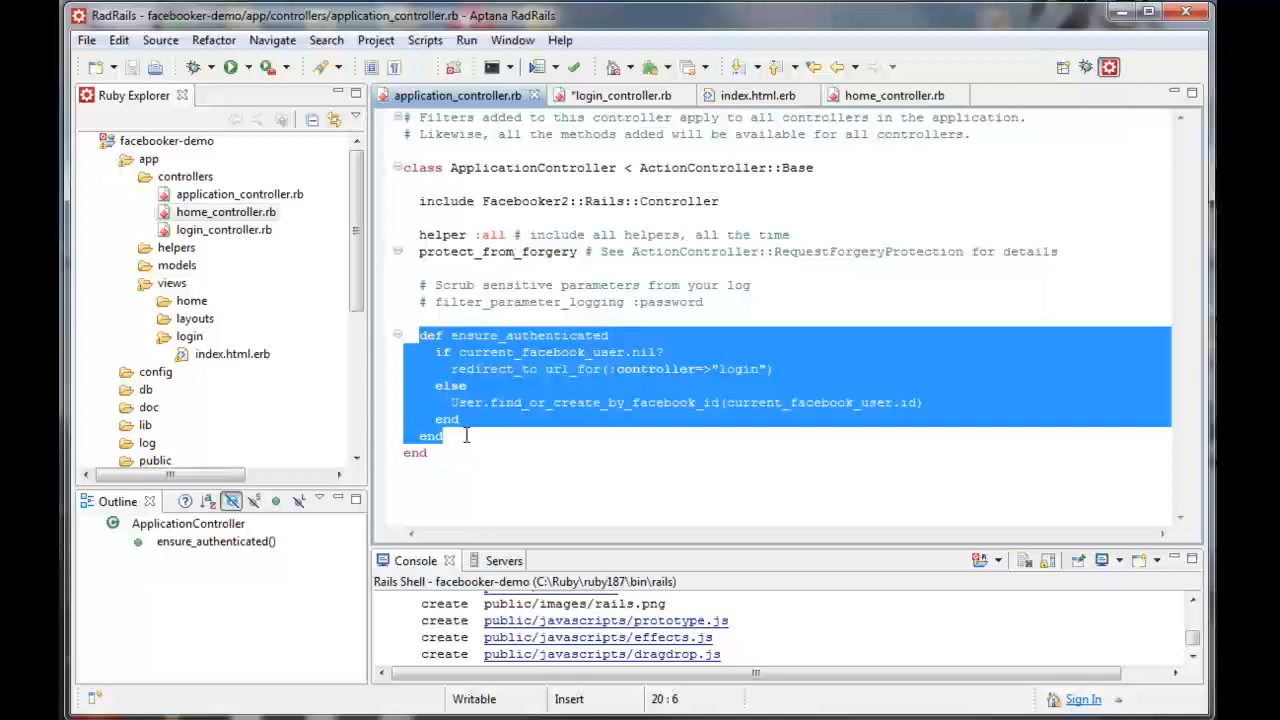 RadRails - facebooker-demo/app/controllers/application_controller.rb - Aptana RadRails
File Edit Source Refactor Navigate Search Project Scripts Run Window Help
Ruby Explorer
facebooker-demo
app
controllers
application_controller.rb
home_controller.rb
login_controller.rb
helpers
models
views
home
layouts
login
index.html.erb
config
db
doc
lib
log
public
application_controller.rb *login_controller.rb index.html.erb home_controller.rb
# Filters added to this controller apply to all controllers in the application.
# Likewise, all the methods added will be available for all controllers.
class ApplicationController < ActionController::Base
include Facebooker2::Rails::Controller
helper :all # include all helpers, all the time
protect_from_forgery # See ActionController::RequestForgeryProtection for details
# Scrub sensitive parameters from your log
# filter_parameter_logging :password
def ensure_authenticated
if current_facebook_user.nil?
redirect_to url_for(:controller=>"login")
else
User.find_or_create_by_facebook_id(current_facebook_user.id)
end
end
end
Outline
ApplicationController
ensure_authenticated()
Console Servers
Rails Shell - facebooker-demo (C:\Ruby\ruby187\bin\rails)
create public/images/rails.png
create public/javascripts/prototype.js
create public/javascripts/effects.js
create public/javascripts/dragdrop.js
Writable Insert 20:6 Sign In